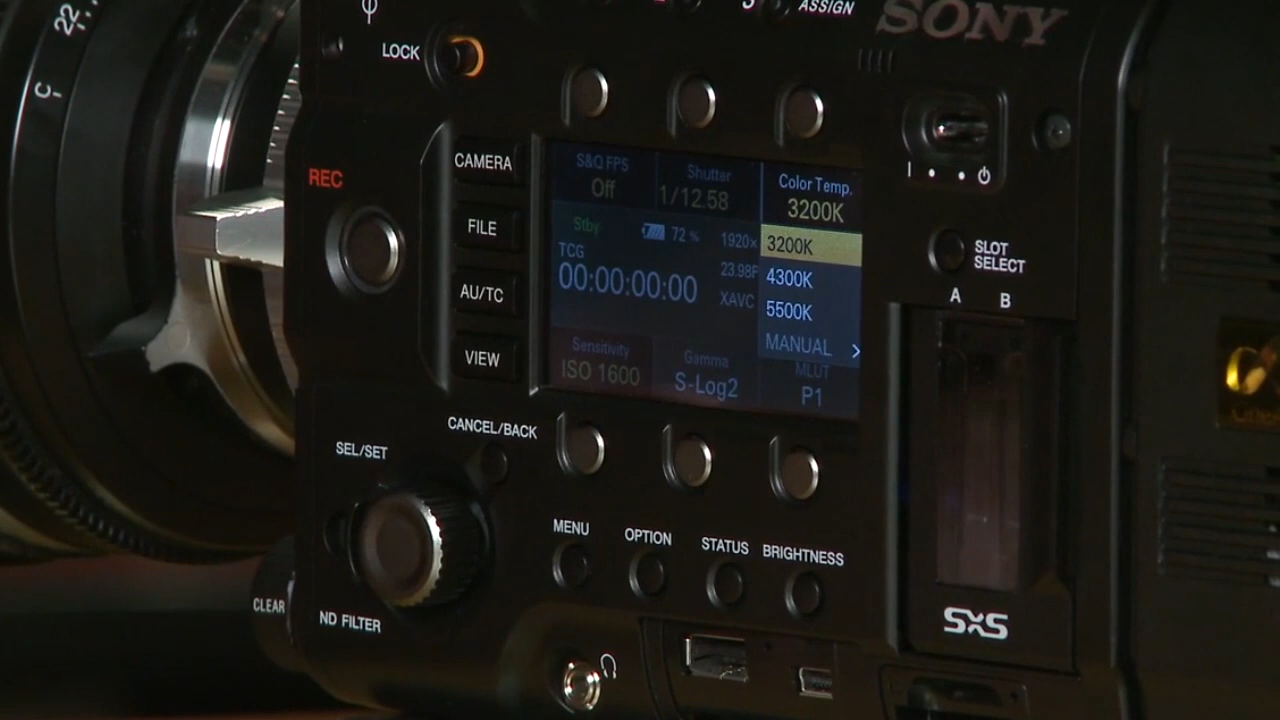 22
C
LOCK
ASSIGN
SONY
REC
CAMERA
FILE
AU/TC
VIEW
S&Q FPS
Off
Shutter
1/12.58
Color Temp.
3200K
3200K
4300K
5500K
MANUAL
Stby
72 %
1920×
TCG
00:00:00:00
23.98P
XAVC
Sensitivity
ISO 1600
Gamma
S-Log2
MLUT
P1
SLOT
SELECT
A B
CANCEL/BACK
SEL/SET
MENU
OPTION
STATUS
BRIGHTNESS
CLEAR
ND FILTER
SxS